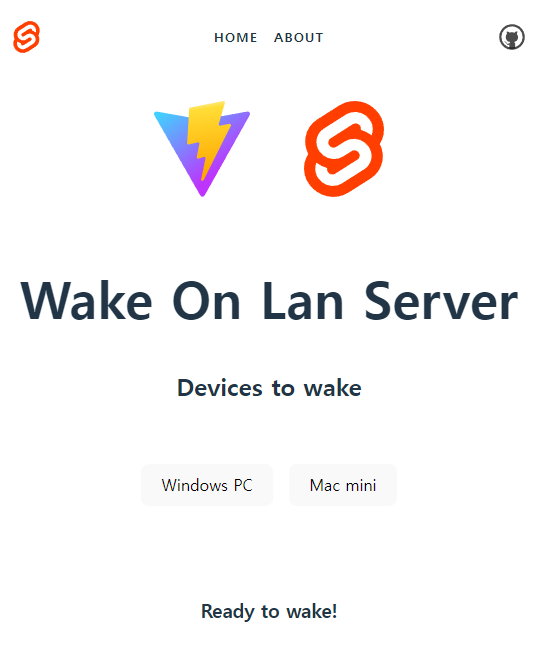 HOME ABOUT
Wake On Lan Server
Devices to wake
Windows PC Mac mini
Ready to wake!